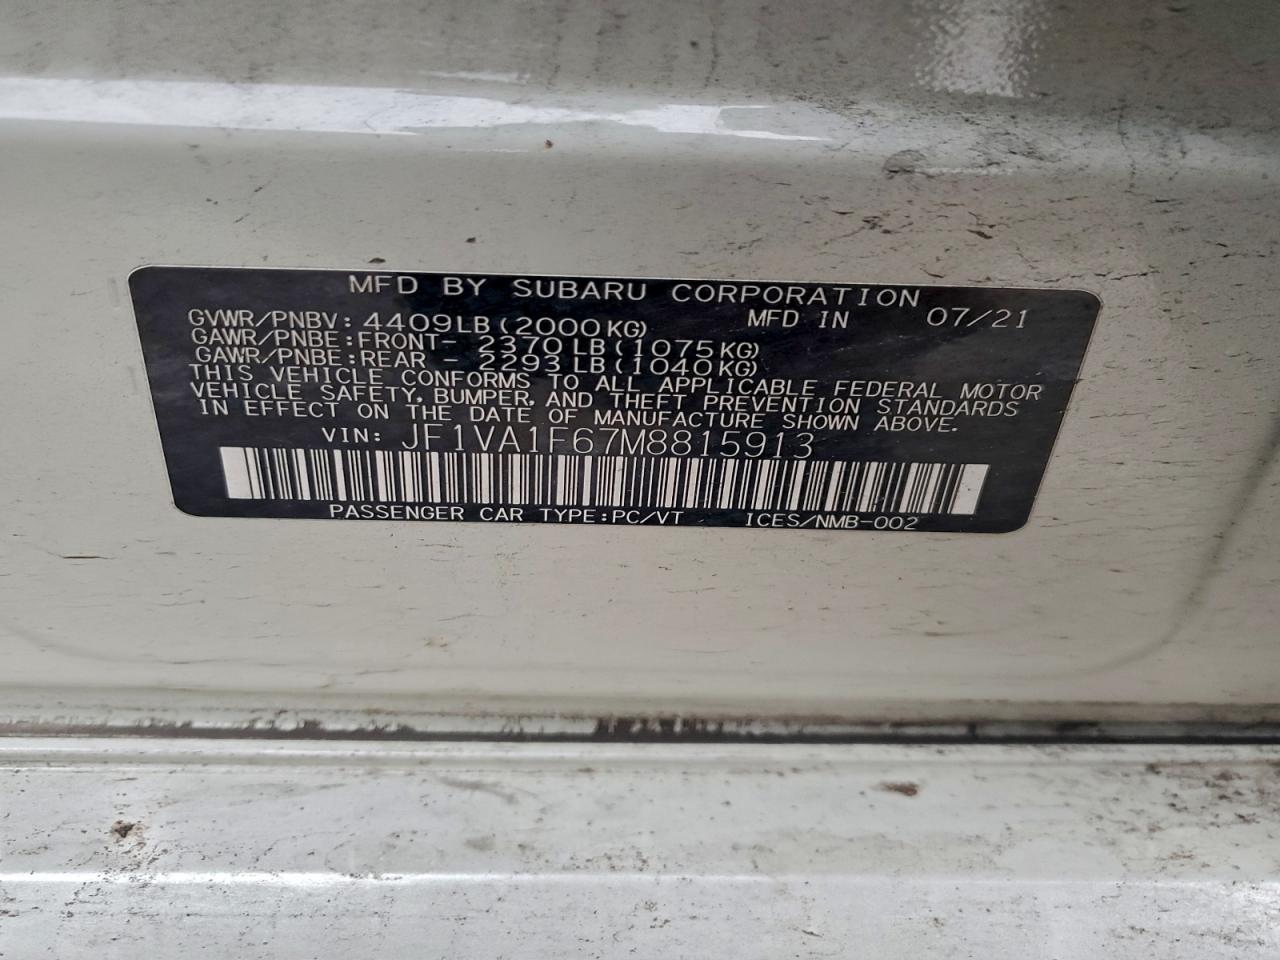 MFD BY SUBARU CORPORATION
GVWR/PNBV: 4409LB(2000KG) MFD IN 07/21
GAWR/PNBE:FRONT- 2370LB(1075KG)
GAWR/PNBE:REAR - 2293LB(1040KG)
THIS VEHICLE CONFORMS TO ALL APPLICABLE FEDERAL MOTOR
VEHICLE SAFETY, BUMPER, AND THEFT PREVENTION STANDARDS
IN EFFECT ON THE DATE OF MANUFACTURE SHOWN ABOVE.
VIN: JF1VA1F67M8815913
PASSENGER CAR TYPE:PC/VT ICES/NMB-002